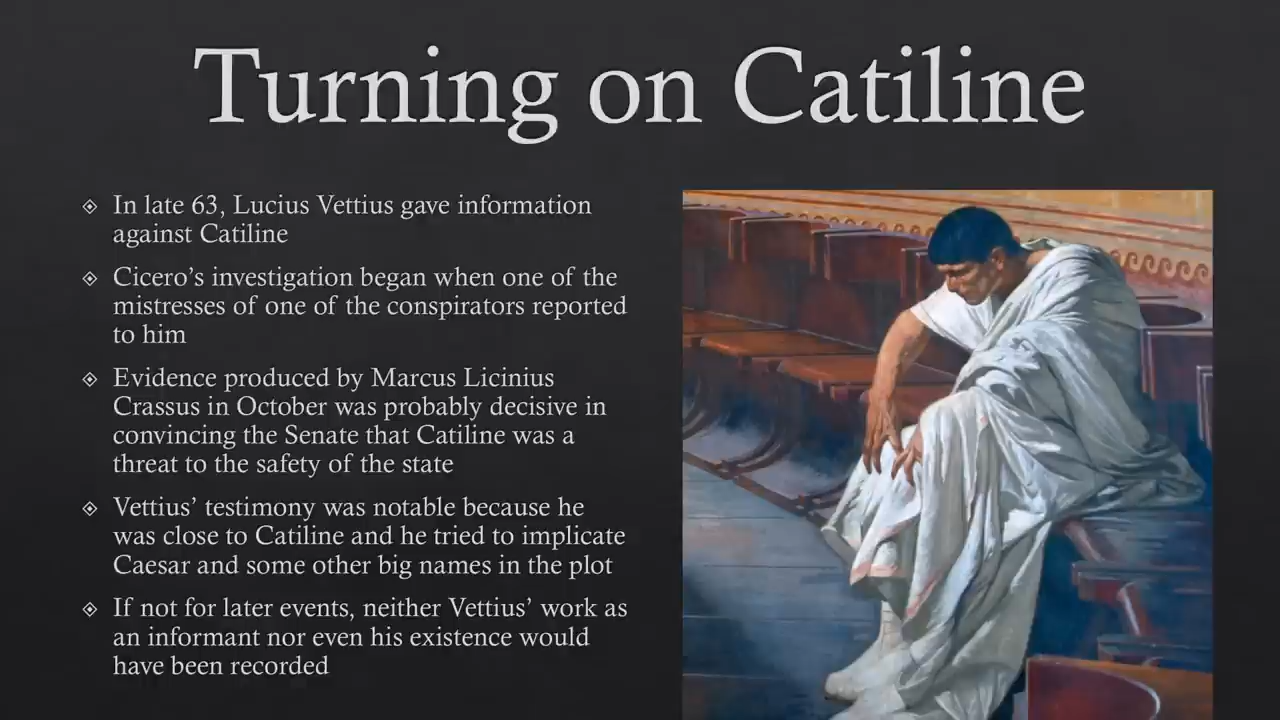 Turning on Catiline
In late 63, Lucius Vettius gave information
against Catiline
Cicero’s investigation began when one of the
mistresses of one of the conspirators reported
to him
Evidence produced by Marcus Licinius
Crassus in October was probably decisive in
convincing the Senate that Catiline was a
threat to the safety of the state
Vettius’ testimony was notable because he
was close to Catiline and he tried to implicate
Caesar and some other big names in the plot
If not for later events, neither Vettius’ work as
an informant nor even his existence would
have been recorded